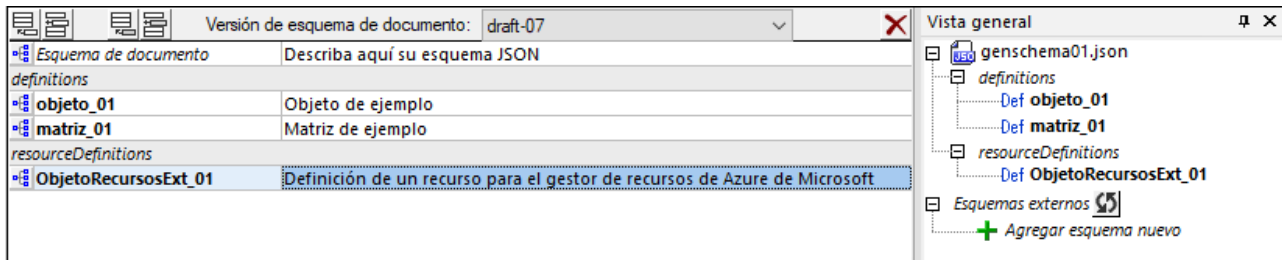 Versión de esquema de documento: draft-07
Esquema de documento Describa aquí su esquema JSON
definitions
objeto_01 Objeto de ejemplo
matriz_01 Matriz de ejemplo
resourceDefinitions
ObjetoRecursosExt_01 Definición de un recurso para el gestor de recursos de Azure de Microsoft
Vista general
JSO genschema01.json
definitions
Def objeto_01
Def matriz_01
resourceDefinitions
Def ObjetoRecursosExt_01
Esquemas externos
Agregar esquema nuevo